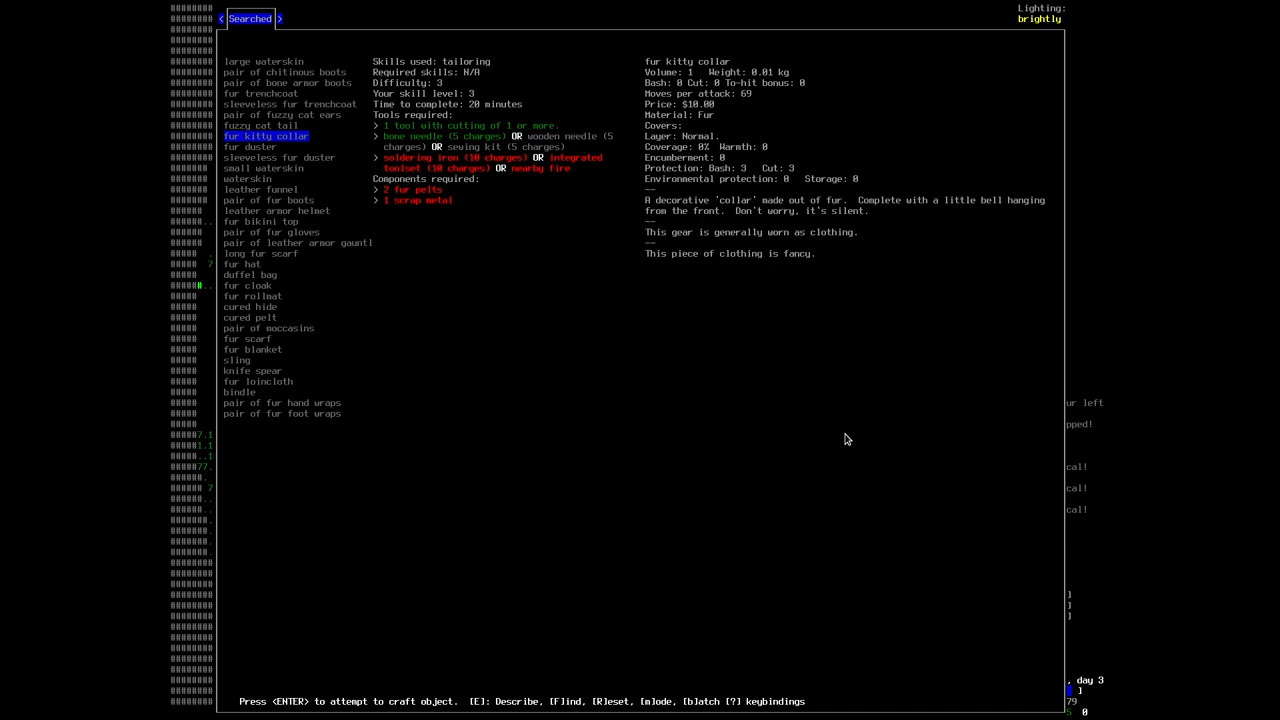 Lighting:
brightly
< Searched >
large waterskin
pair of chitinous boots
pair of bone armor boots
fur trenchcoat
sleeveless fur trenchcoat
pair of fuzzy cat ears
fuzzy cat tail
fur kitty collar
fur duster
sleeveless fur duster
small waterskin
waterskin
leather funnel
pair of fur boots
leather armor helmet
fur bikini top
pair of fur gloves
pair of leather armor gauntl
long fur scarf
fur hat
duffel bag
fur cloak
fur rollmat
cured hide
cured pelt
pair of moccasins
fur scarf
fur blanket
sling
knife spear
fur loincloth
bindle
pair of fur hand wraps
pair of fur foot wraps
Skills used: tailoring
Required skills: N/A
Difficulty: 3
Your skill level: 3
Time to complete: 20 minutes
Tools required:
> 1 tool with cutting of 1 or more.
> bone needle (5 charges) OR wooden needle (5
charges) OR sewing kit (5 charges)
> soldering iron (10 charges) OR integrated
toolset (10 charges) OR nearby fire
Components required:
> 2 fur pelts
> 1 scrap metal
fur kitty collar
Volume: 1 Weight: 0.01 kg
Bash: 0 Cut: 0 To-hit bonus: 0
Moves per attack: 69
Price: $10.00
Material: Fur
Covers:
Layer: Normal.
Coverage: 0% Warmth: 0
Encumberment: 0
Protection: Bash: 3 Cut: 3
Environmental protection: 0 Storage: 0
--
A decorative 'collar' made out of fur. Complete with a little bell hanging
from the front. Don't worry, it's silent.
--
This gear is generally worn as clothing.
--
This piece of clothing is fancy.
ur left
pped!
cal!
cal!
cal!
]
]
]
, day 3
]
79
5 0
Press <ENTER> to attempt to craft object. [E]: Describe, [F]ind, [R]eset, [m]ode, [b]atch [?] keybindings